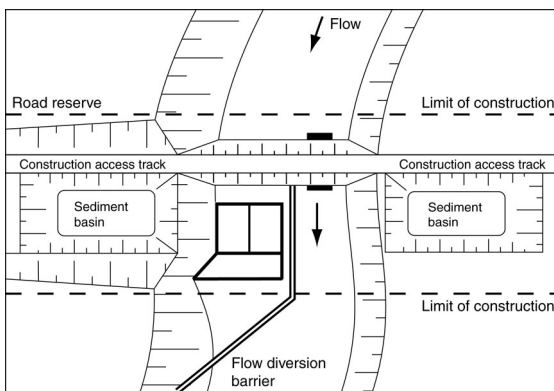 Flow
Road reserve
Limit of construction
Construction access track
Construction access track
Sediment
basin
Sediment
basin
Limit of construction
Flow diversion
barrier